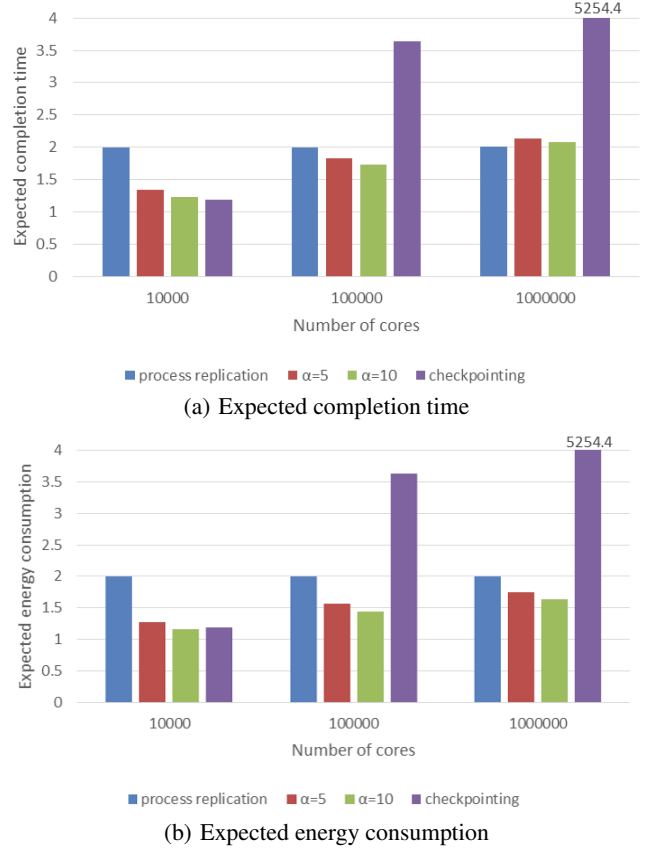 5254.4
4
3.5
3
2.5
2
1.5
1
0.5
0
Expected completion time
10000 100000 1000000
Number of cores
process replication α=5 α=10 checkpointing
(a) Expected completion time
5254.4
4
3.5
3
2.5
2
1.5
1
0.5
0
Expected energy consumption
10000 100000 1000000
Number of cores
process replication α=5 α=10 checkpointing
(b) Expected energy consumption